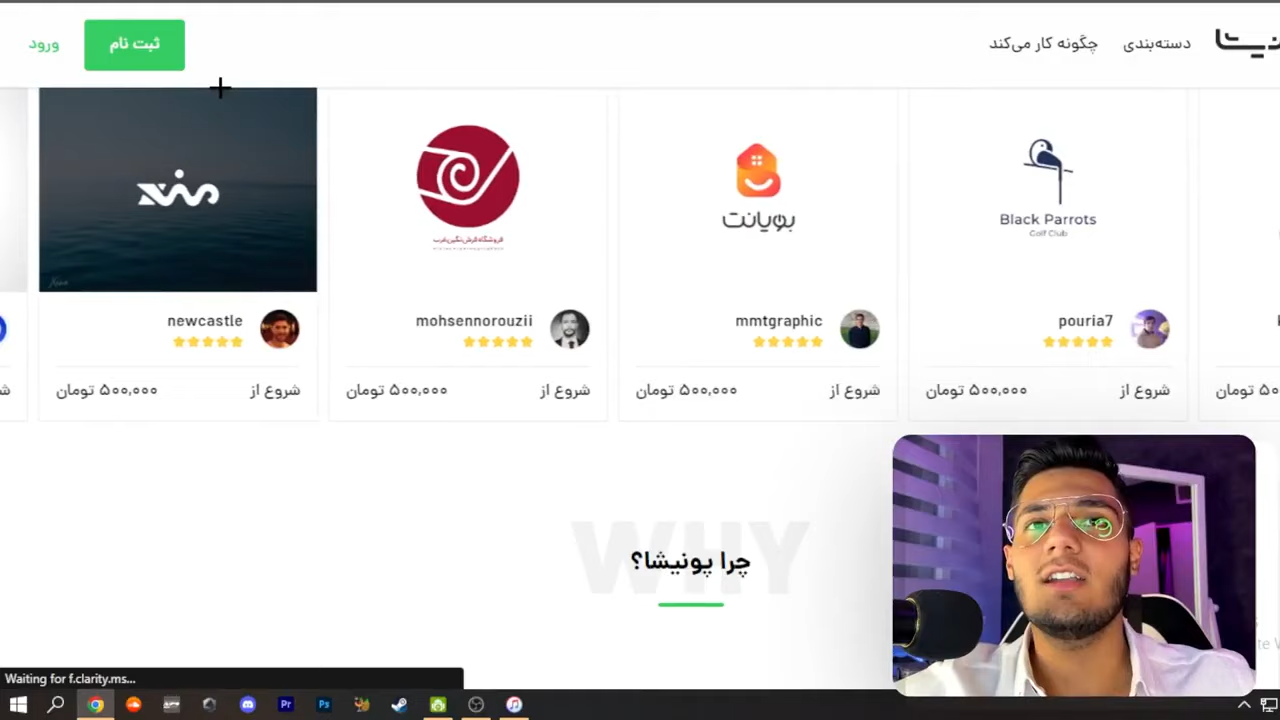 دسته‌بندی
چگونه کار می‌کند
ثبت نام
ورود
Black Parrots
Golf Club
بویانت
pouria7
mmtgraphic
mohsennorouzii
newcastle
شروع از
۵۰۰,۰۰۰ تومان
شروع از
۵۰۰,۰۰۰ تومان
شروع از
۵۰۰,۰۰۰ تومان
شروع از
۵۰۰,۰۰۰ تومان
WHY
چرا پونیشا؟
Waiting for f.clarity.ms...
Pr
Ps